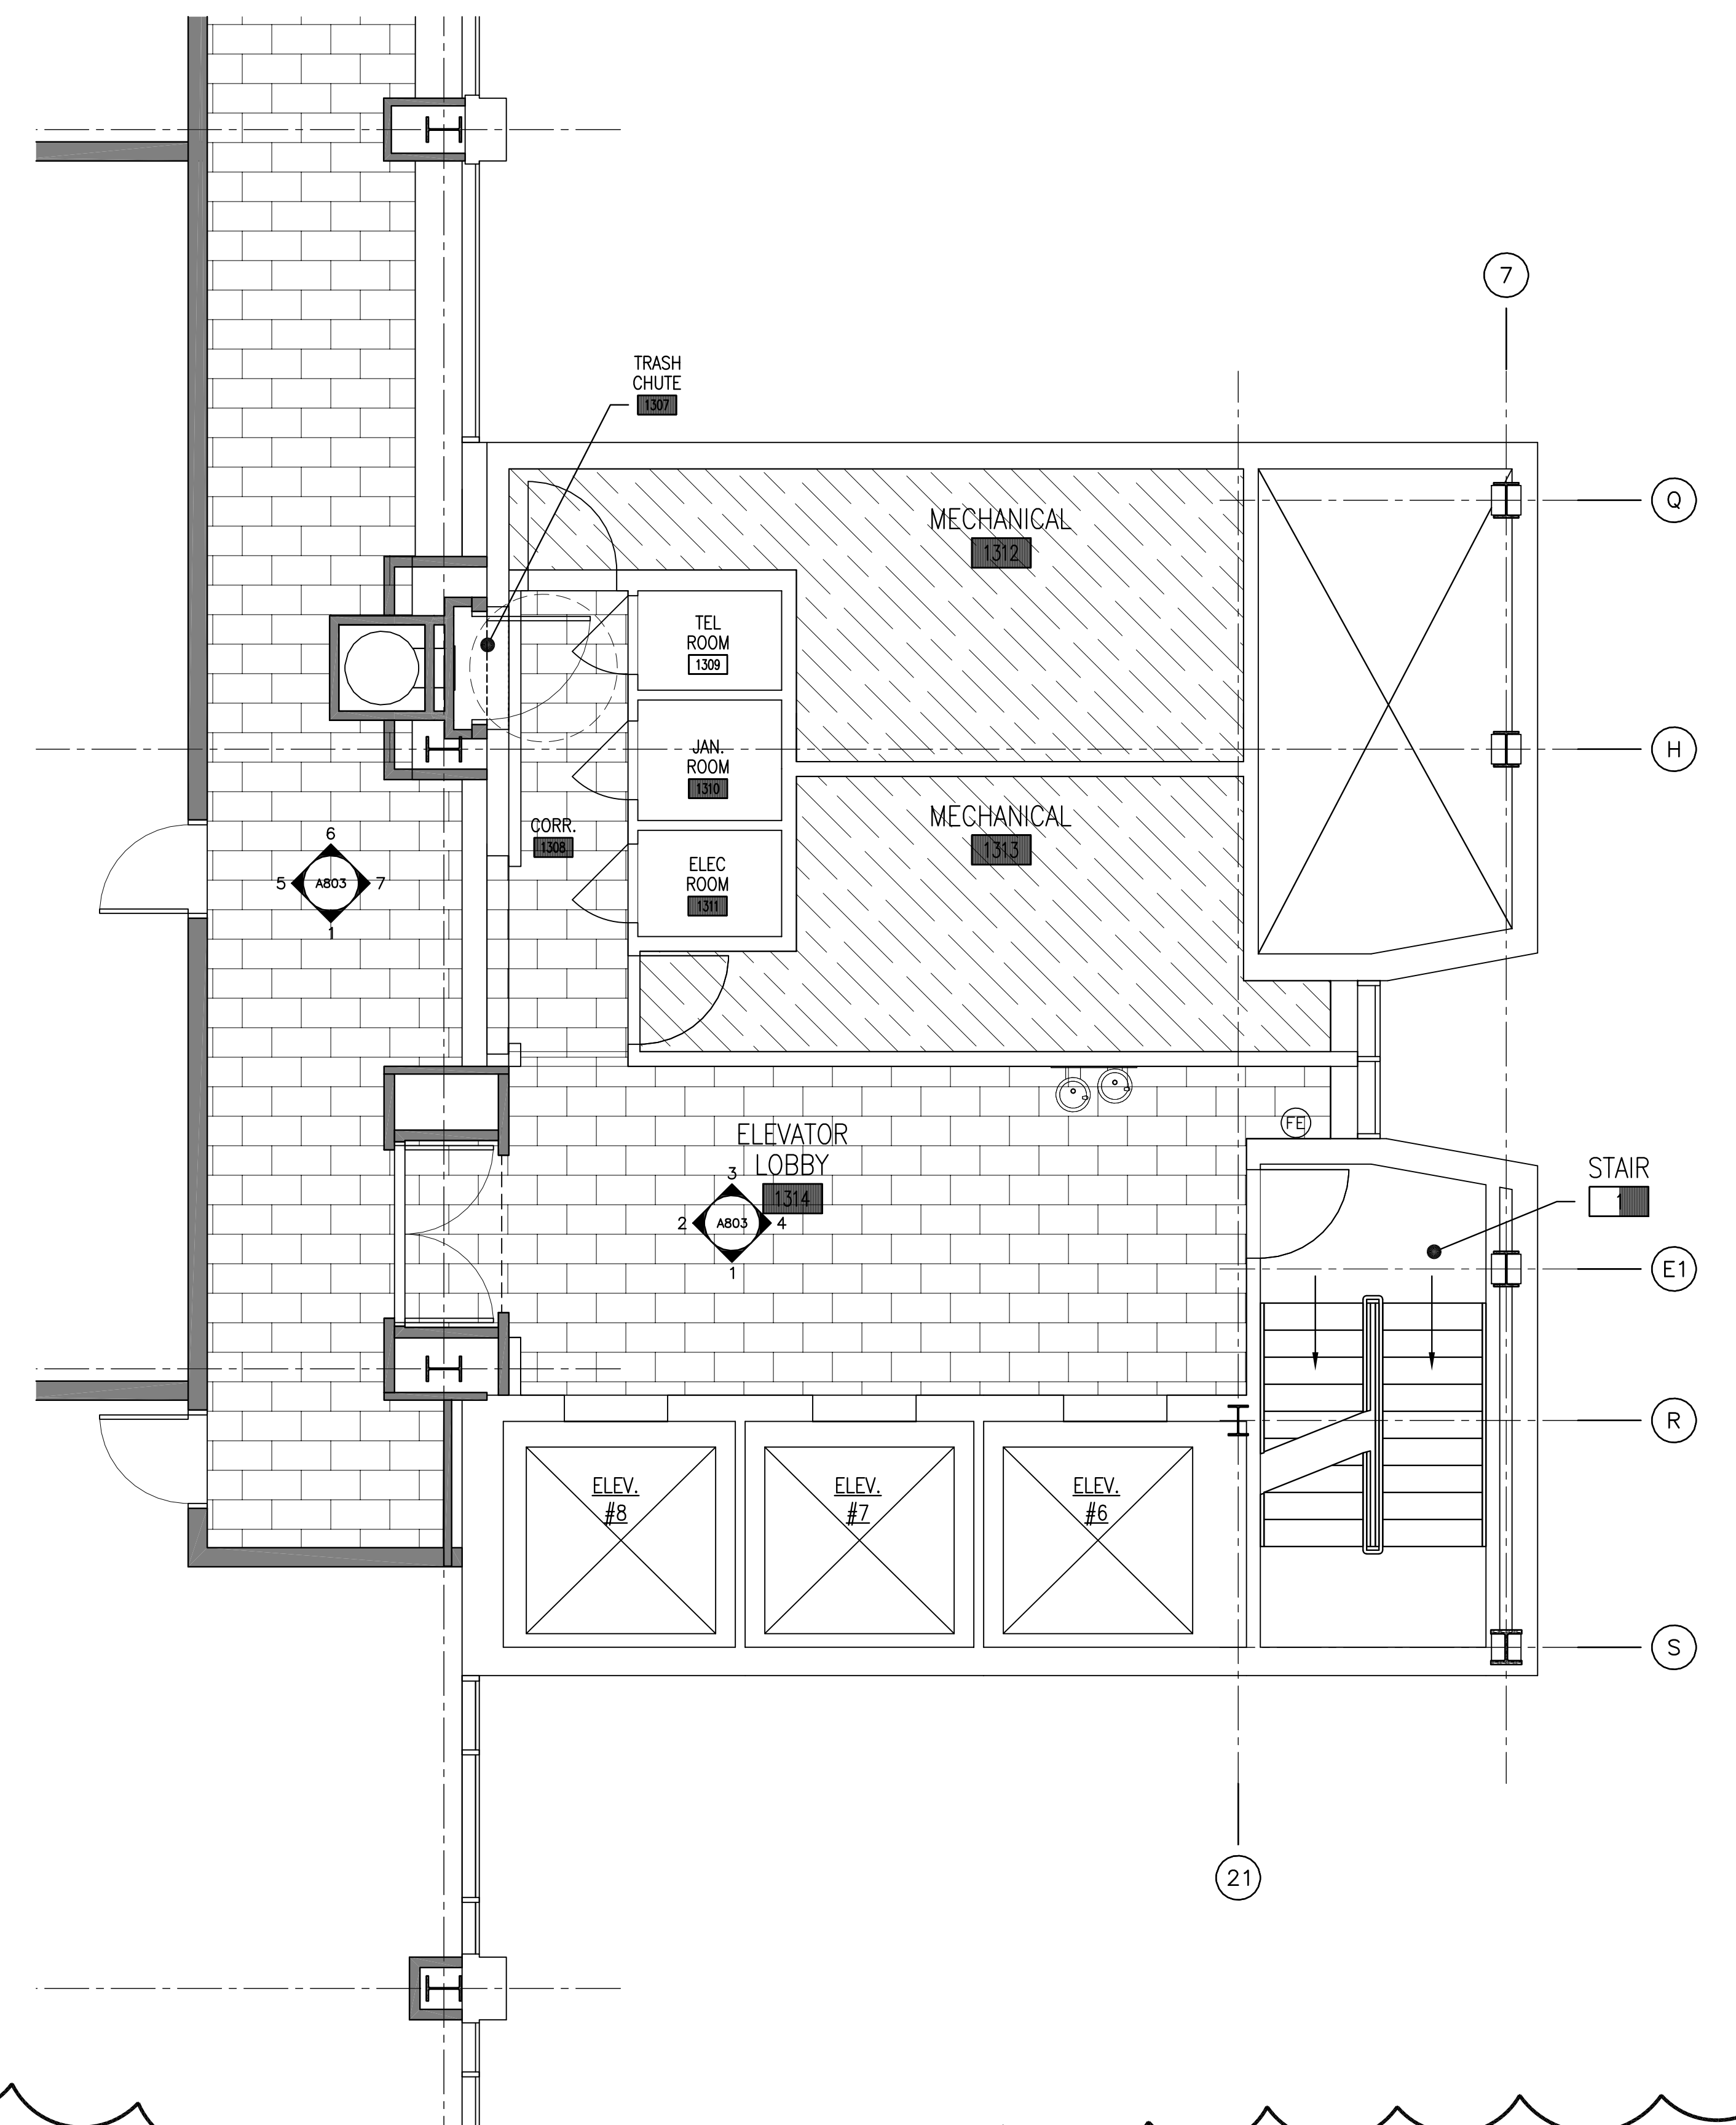 7
TRASH
CHUTE
1307
Q
MECHANICAL
1312
TEL
ROOM
1309
JAN.
ROOM
1310
H
MECHANICAL
1313
CORR.
1308
ELEC
ROOM
1311
6
5 A803 7
1
FE
ELEVATOR
LOBBY
1314
3
2 A803 4
1
STAIR
1
E1
R
ELEV.
#8
ELEV.
#7
ELEV.
#6
S
21